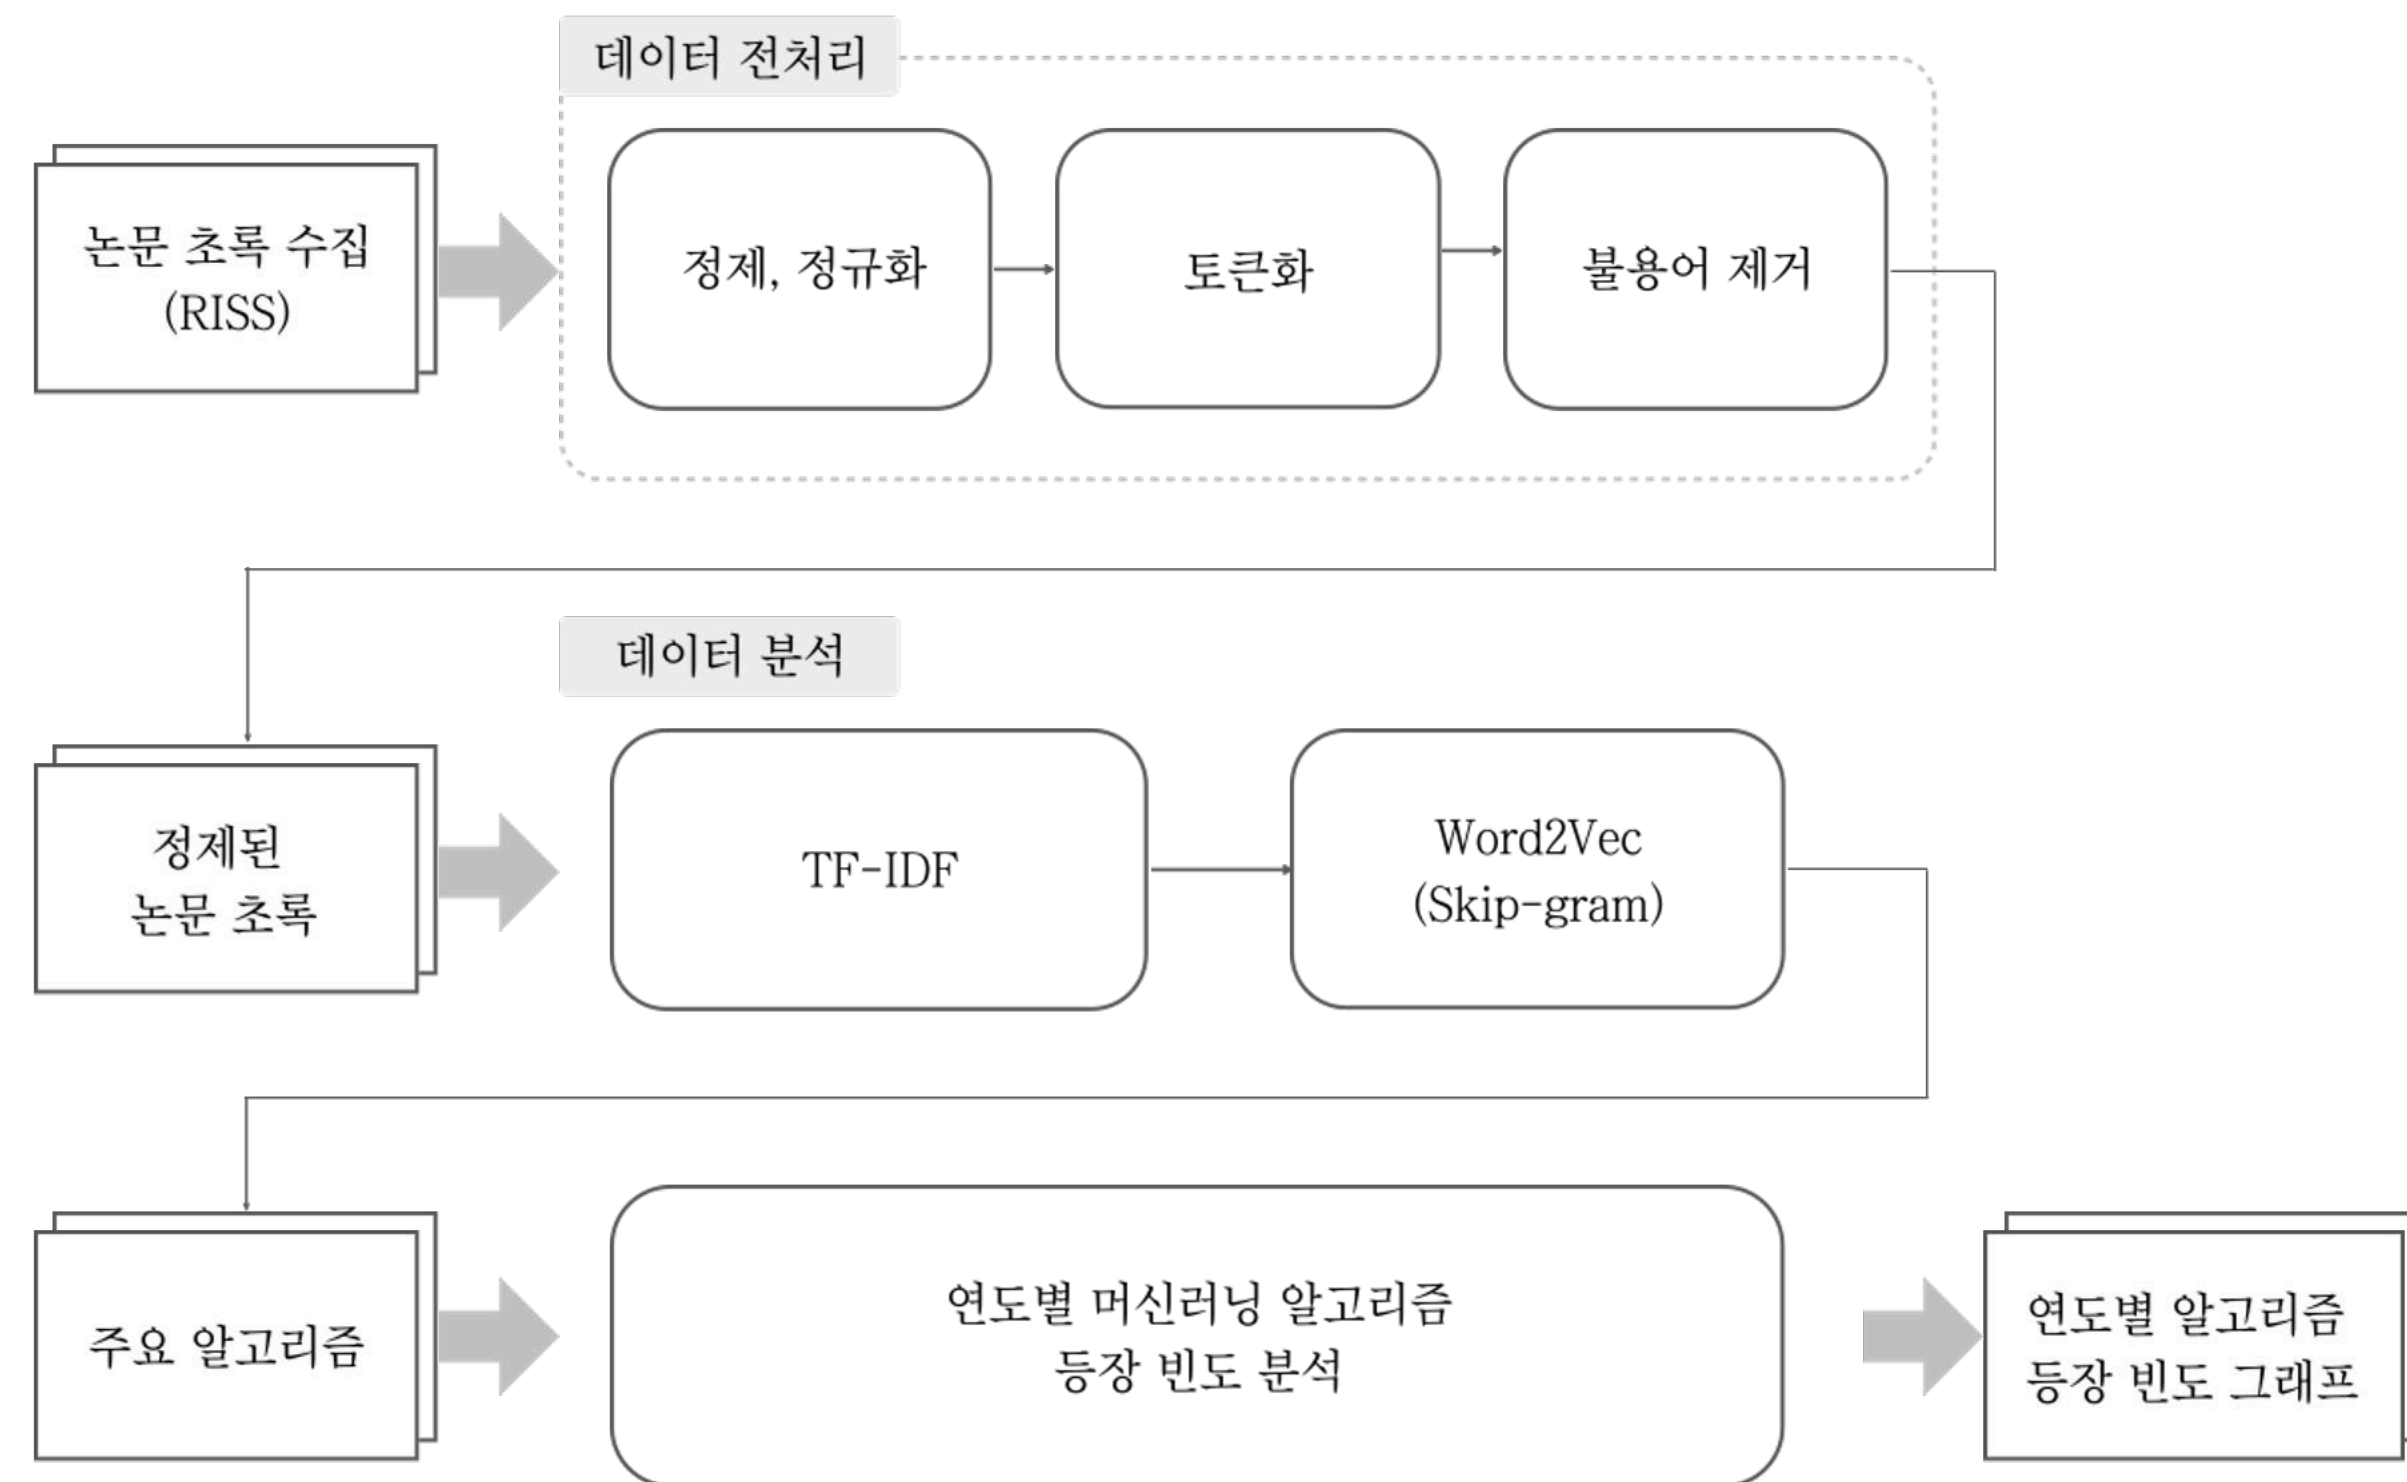 데이터 전처리
논문 초록 수집
(RISS)
정제, 정규화
토큰화
불용어 제거
데이터 분석
정제된
논문 초록
TF-IDF
Word2Vec
(Skip-gram)
주요 알고리즘
연도별 머신러닝 알고리즘
등장 빈도 분석
연도별 알고리즘
등장 빈도 그래프